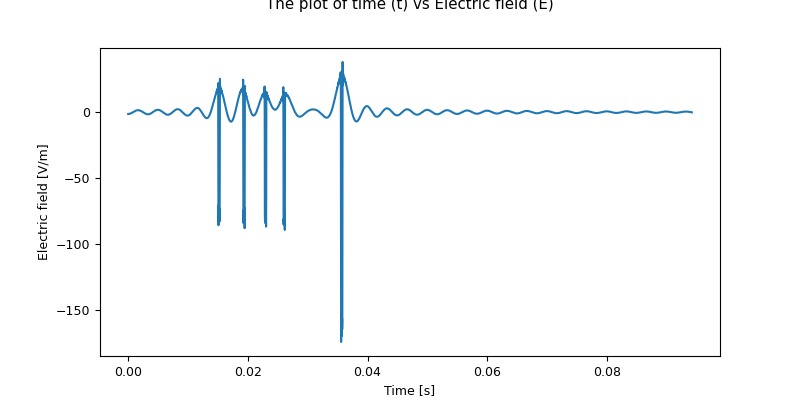 The plot of time (t) vs Electric field (E)
0
−50
−100
−150
Electric field [V/m]
0.00 0.02 0.04 0.06 0.08
Time [s]